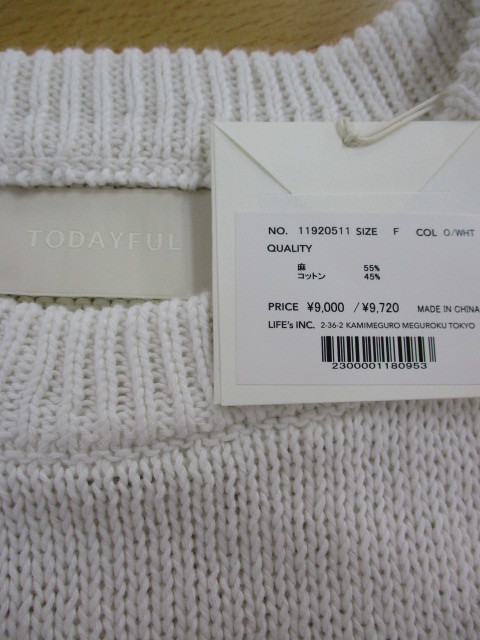 TODAYFUL
NO. 11920511 SIZE F COL O/WHT
QUALITY
麻 55%
コットン 45%
PRICE ¥9,000 / ¥9,720 MADE IN CHINA
LIFE's INC. 2-36-2 KAMIMEGURO MEGUROKU TOKYO
2300001180953